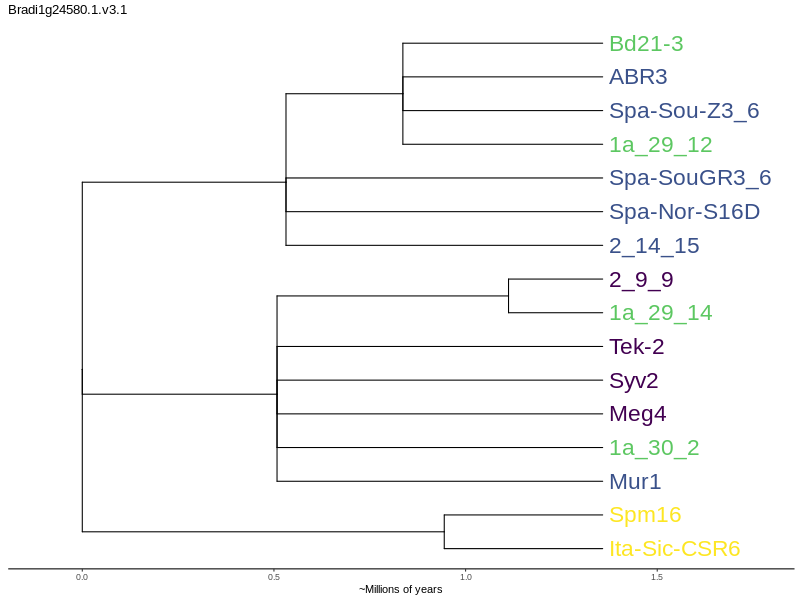 Bradi1g24580.1.v3.1
Bd21-3
ABR3
Spa-Sou-Z3_6
1a_29_12
Spa-SouGR3_6
Spa-Nor-S16D
2_14_15
2_9_9
1a_29_14
Tek-2
Syv2
Meg4
1a_30_2
Mur1
Spm16
Ita-Sic-CSR6
0.0 0.5 1.0 1.5
~Millions of years